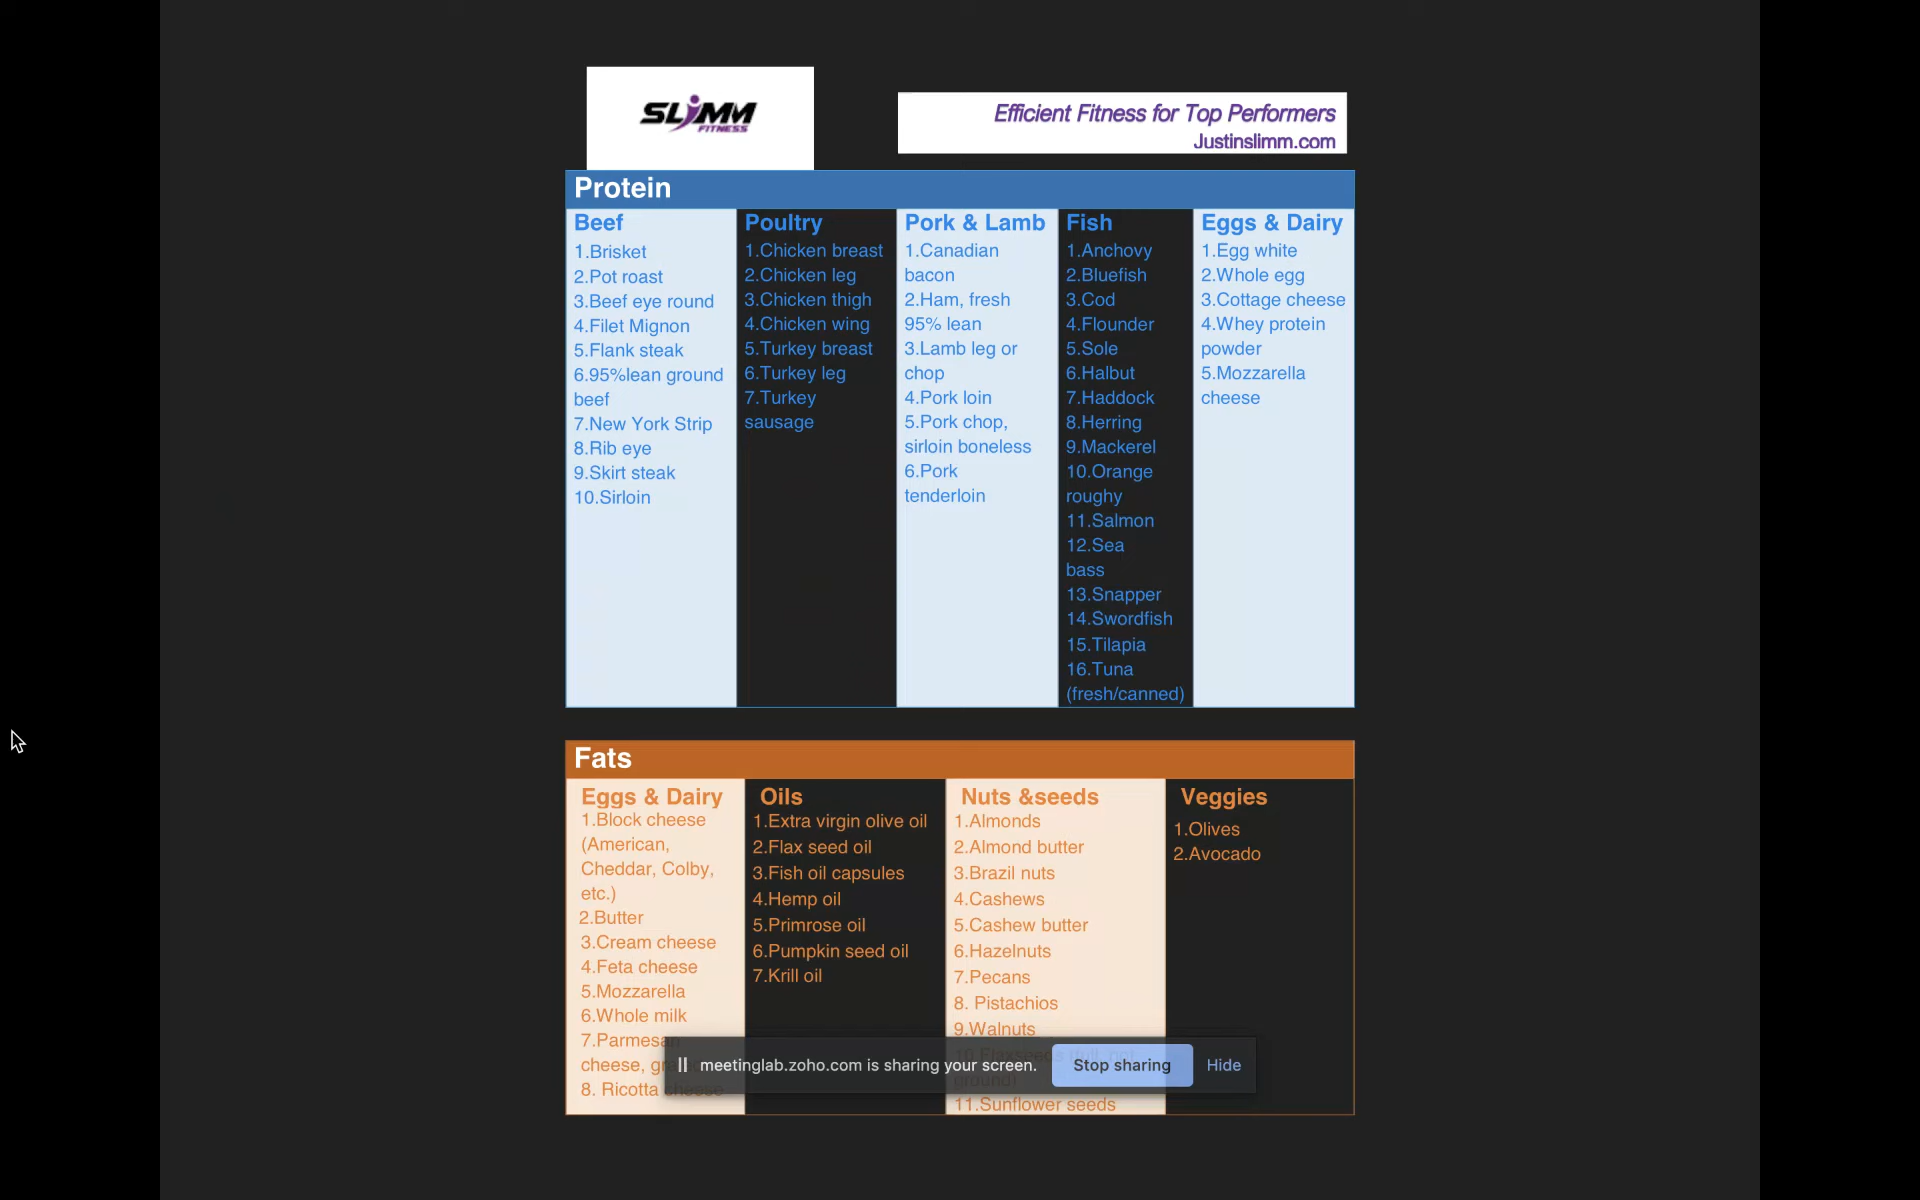 SLIMM
FITNESS
Efficient Fitness for Top Performers
Justinslimm.com
Protein
Beef
1.Brisket
2.Pot roast
3.Beef eye round
4.Filet Mignon
5.Flank steak
6.95%lean ground
beef
7.New York Strip
8.Rib eye
9.Skirt steak
10.Sirloin
Poultry
1.Chicken breast
2.Chicken leg
3.Chicken thigh
4.Chicken wing
5.Turkey breast
6.Turkey leg
7.Turkey
sausage
Pork & Lamb
1.Canadian
bacon
2.Ham, fresh
95% lean
3.Lamb leg or
chop
4.Pork loin
5.Pork chop,
sirloin boneless
6.Pork
tenderloin
Fish
1.Anchovy
2.Bluefish
3.Cod
4.Flounder
5.Sole
6.Halbut
7.Haddock
8.Herring
9.Mackerel
10.Orange
roughy
11.Salmon
12.Sea
bass
13.Snapper
14.Swordfish
15.Tilapia
16.Tuna
(fresh/canned)
Eggs & Dairy
1.Egg white
2.Whole egg
3.Cottage cheese
4.Whey protein
powder
5.Mozzarella
cheese
Fats
Eggs & Dairy
1.Block cheese
(American,
Cheddar, Colby,
etc.)
2.Butter
3.Cream cheese
4.Feta cheese
5.Mozzarella
6.Whole milk
7.Parmesan
cheese,
8. Ricotta cheese
Oils
1.Extra virgin olive oil
2.Flax seed oil
3.Fish oil capsules
4.Hemp oil
5.Primrose oil
6.Pumpkin seed oil
7.Krill oil
Nuts &seeds
1.Almonds
2.Almond butter
3.Brazil nuts
4.Cashews
5.Cashew butter
6.Hazelnuts
7.Pecans
8. Pistachios
9.Walnuts
11.Sunflower seeds
Veggies
1.Olives
2.Avocado
meetinglab.zoho.com is sharing your screen.
Stop sharing
Hide